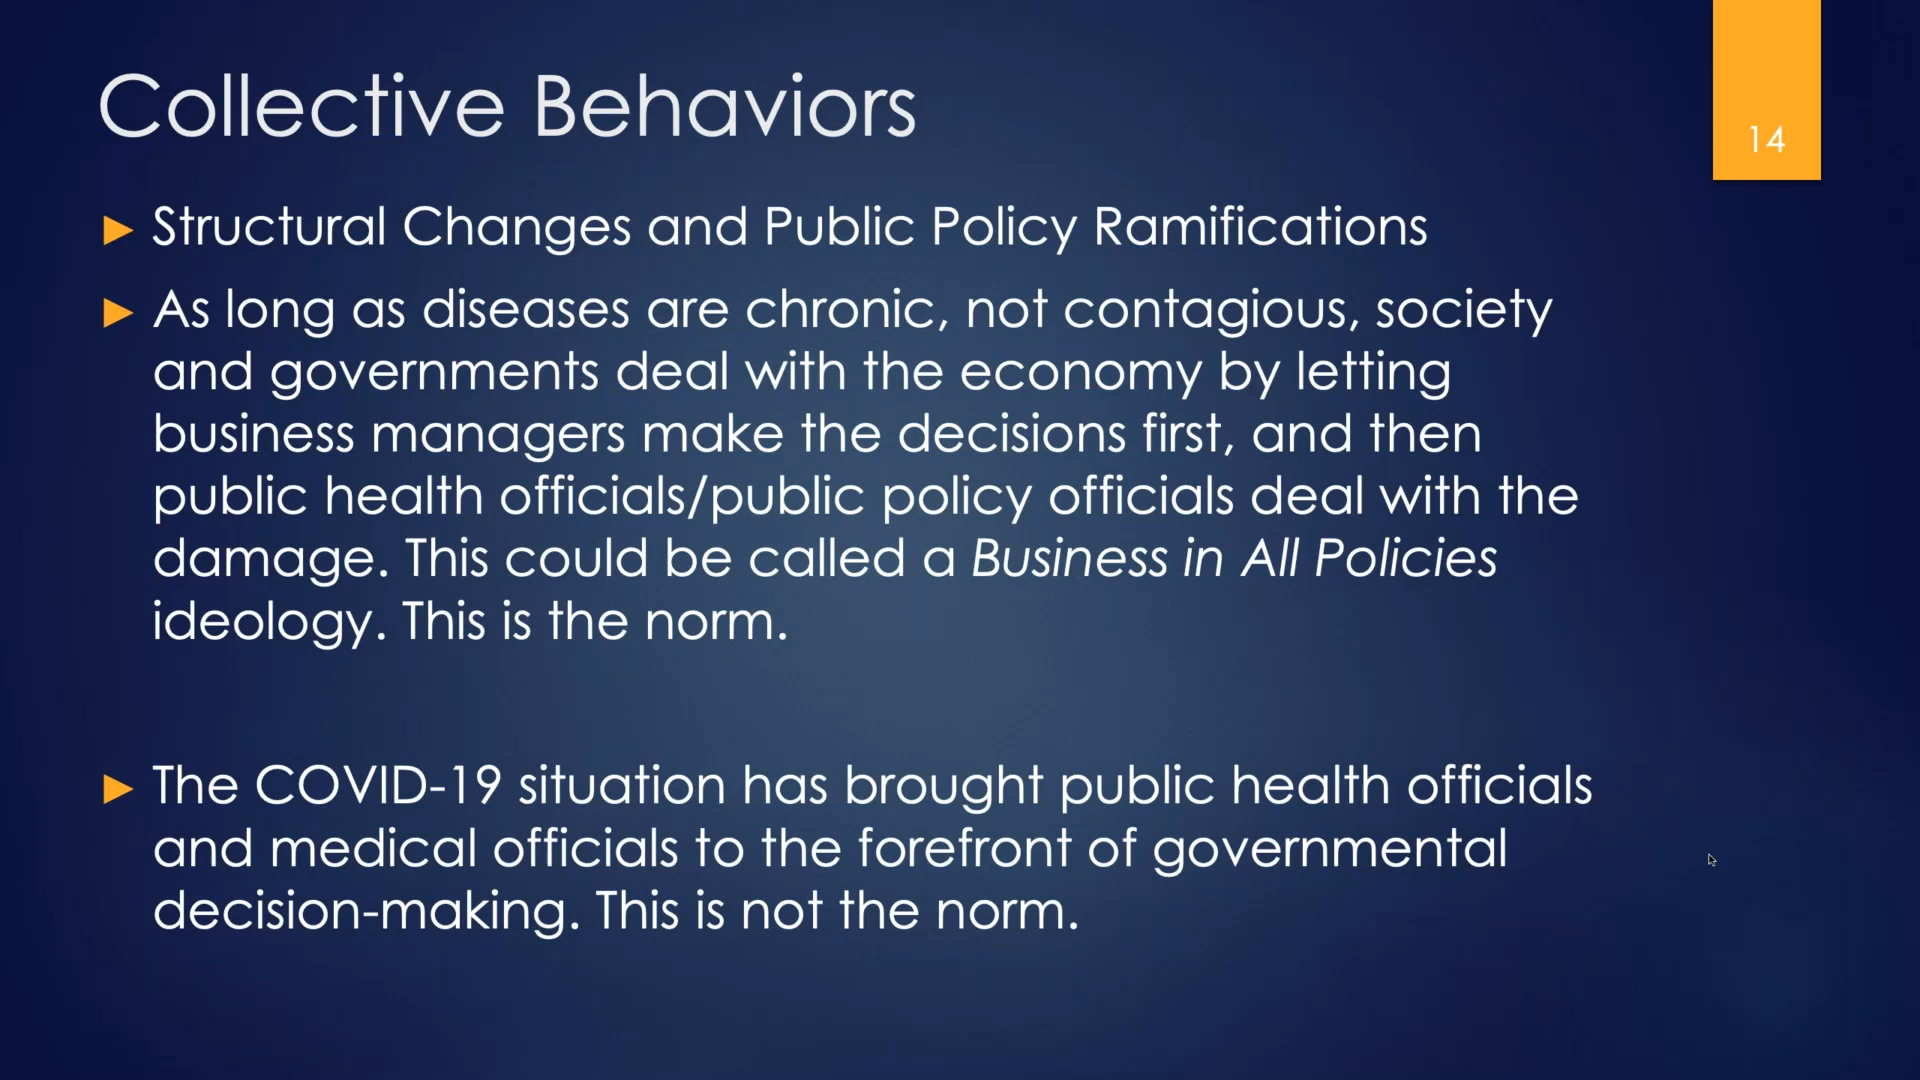 Collective Behaviors
14
Structural Changes and Public Policy Ramifications
As long as diseases are chronic, not contagious, society
and governments deal with the economy by letting
business managers make the decisions first, and then
public health officials/public policy officials deal with the
damage. This could be called a Business in All Policies
ideology. This is the norm.
The COVID-19 situation has brought public health officials
and medical officials to the forefront of governmental
decision-making. This is not the norm.